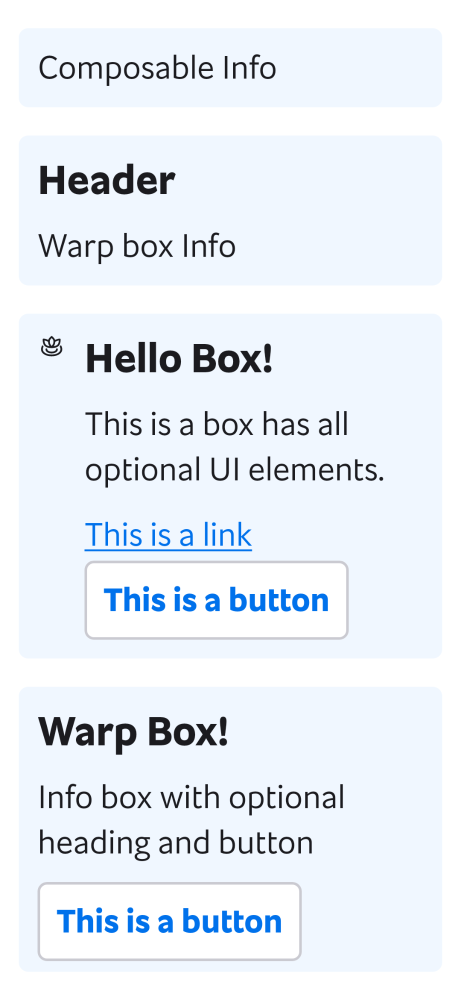 Composable Info
Header
Warp box Info
Hello Box!
This is a box has all
optional UI elements.
This is a link
This is a button
Warp Box!
Info box with optional
heading and button
This is a button